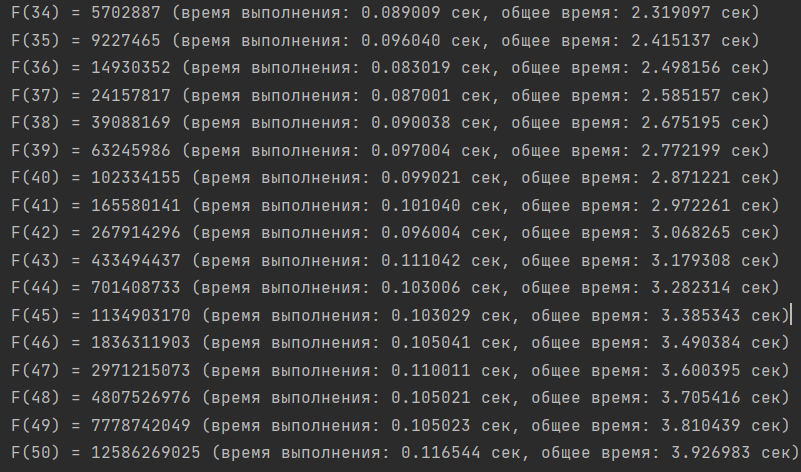 F(34) = 5702887 (время выполнения: 0.089009 сек, общее время: 2.319097 сек)
F(35) = 9227465 (время выполнения: 0.096040 сек, общее время: 2.415137 сек)
F(36) = 14930352 (время выполнения: 0.083019 сек, общее время: 2.498156 сек)
F(37) = 24157817 (время выполнения: 0.087001 сек, общее время: 2.585157 сек)
F(38) = 39088169 (время выполнения: 0.090038 сек, общее время: 2.675195 сек)
F(39) = 63245986 (время выполнения: 0.097004 сек, общее время: 2.772199 сек)
F(40) = 102334155 (время выполнения: 0.099021 сек, общее время: 2.871221 сек)
F(41) = 165580141 (время выполнения: 0.101040 сек, общее время: 2.972261 сек)
F(42) = 267914296 (время выполнения: 0.096004 сек, общее время: 3.068265 сек)
F(43) = 433494437 (время выполнения: 0.111042 сек, общее время: 3.179308 сек)
F(44) = 701408733 (время выполнения: 0.103006 сек, общее время: 3.282314 сек)
F(45) = 1134903170 (время выполнения: 0.103029 сек, общее время: 3.385343 сек)
F(46) = 1836311903 (время выполнения: 0.105041 сек, общее время: 3.490384 сек)
F(47) = 2971215073 (время выполнения: 0.110011 сек, общее время: 3.600395 сек)
F(48) = 4807526976 (время выполнения: 0.105021 сек, общее время: 3.705416 сек)
F(49) = 7778742049 (время выполнения: 0.105023 сек, общее время: 3.810439 сек)
F(50) = 12586269025 (время выполнения: 0.116544 сек, общее время: 3.926983 сек)